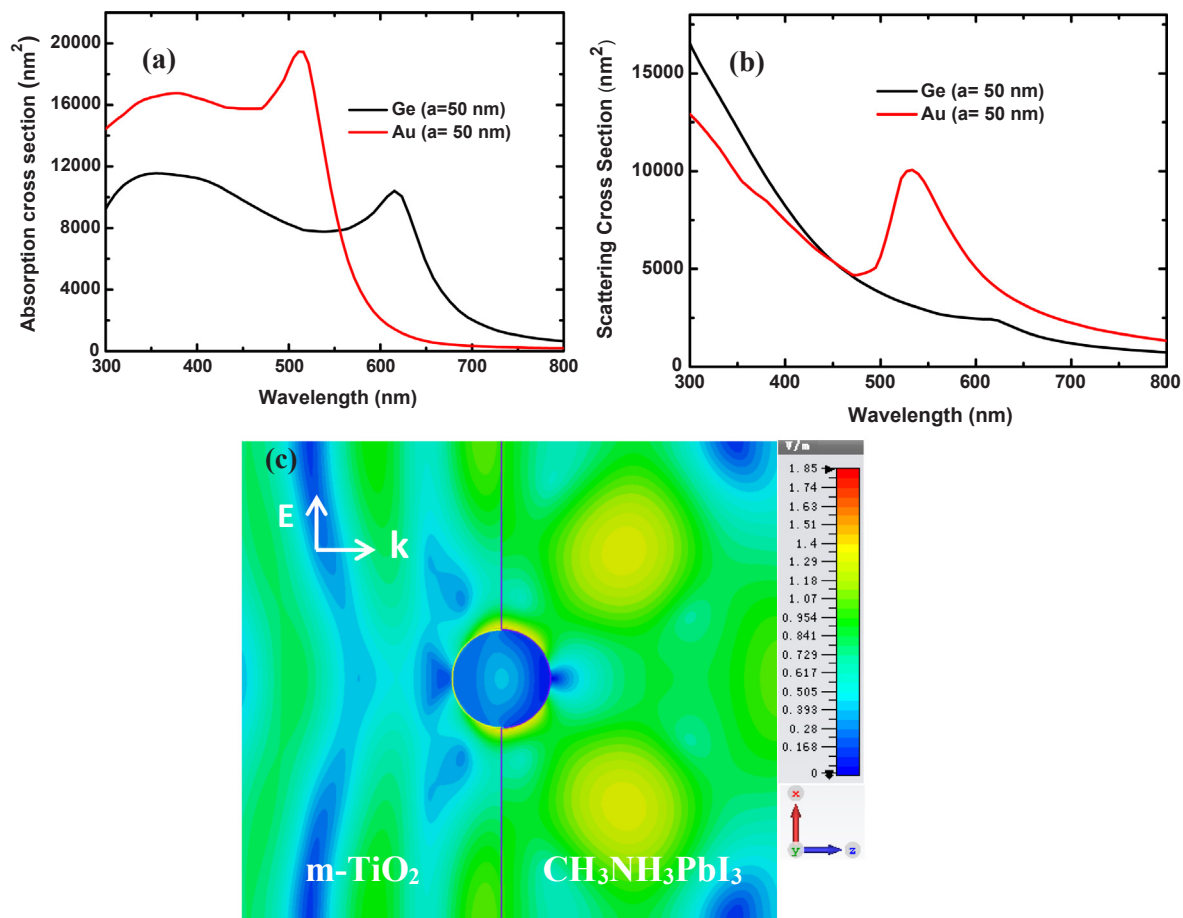 (a)
Absorption cross section (nm²)
20000
16000
12000
8000
4000
0
Ge (a=50 nm)
Au (a= 50 nm)
300 400 500 600 700 800
Wavelength (nm)
(b)
Scattering Cross Section (nm²)
15000
10000
5000
0
Ge (a= 50 nm)
Au (a= 50 nm)
300 400 500 600 700 800
Wavelength (nm)
(c)
E
k
m-TiO₂
CH₃NH₃PbI₃
V/m
1.85
1.74
1.63
1.51
1.4
1.29
1.18
1.07
0.954
0.841
0.729
0.617
0.505
0.393
0.28
0.168
0
x
y
z